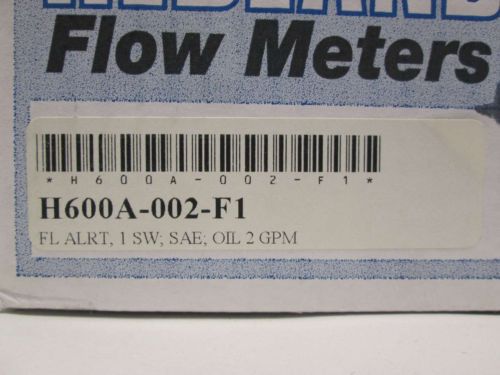 Flow Meters
*H600A-002-F1*
H600A-002-F1
FL ALRT, 1 SW; SAE; OIL 2 GPM